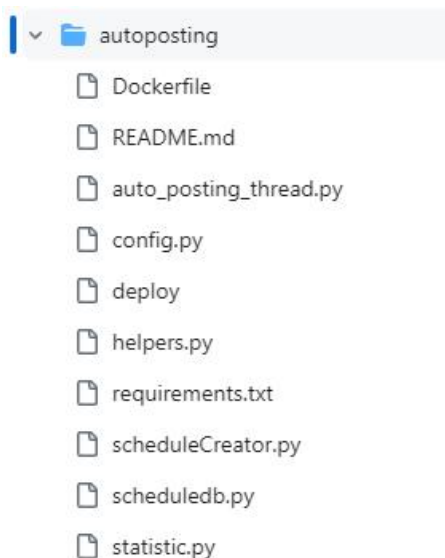 autoposting
Dockerfile
README.md
auto_posting_thread.py
config.py
deploy
helpers.py
requirements.txt
scheduleCreator.py
scheduledb.py
statistic.py